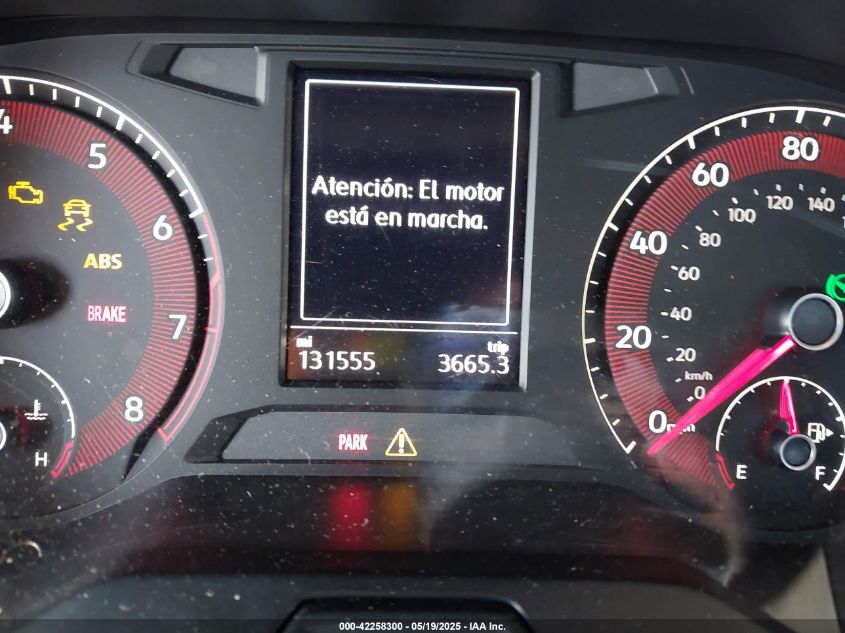 Atención: El motor
está en marcha.
mi trip
131555 3665.3
4
5
6
7
8
ABS
BRAKE
H
PARK
0
20
40
60
80
0
20
40
60
80
100
120
140
km/h
E F
000-42258300 - 05/19/2025 - IAA Inc.